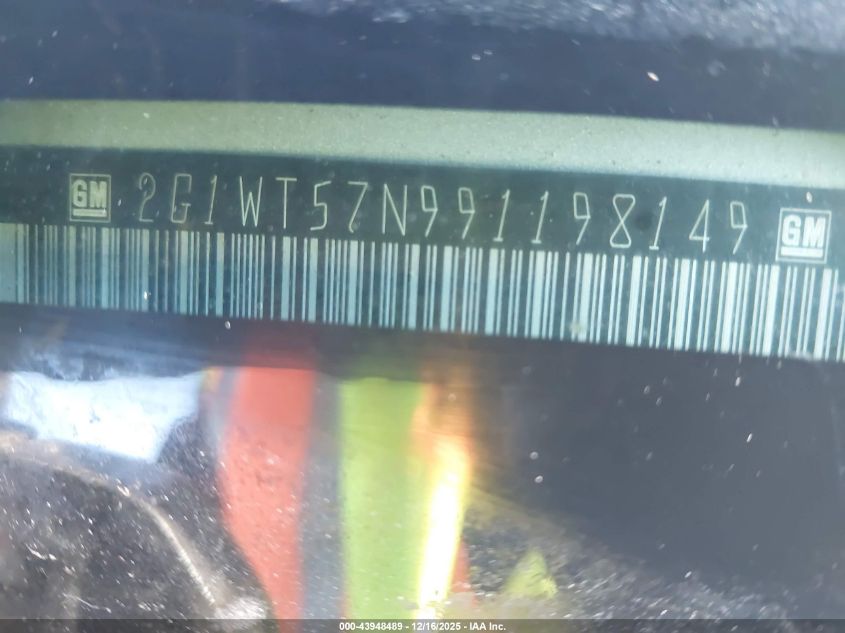 GM 2G1WT57N991198149 GM
000-43948489 - 12/16/2025 - IAA Inc.